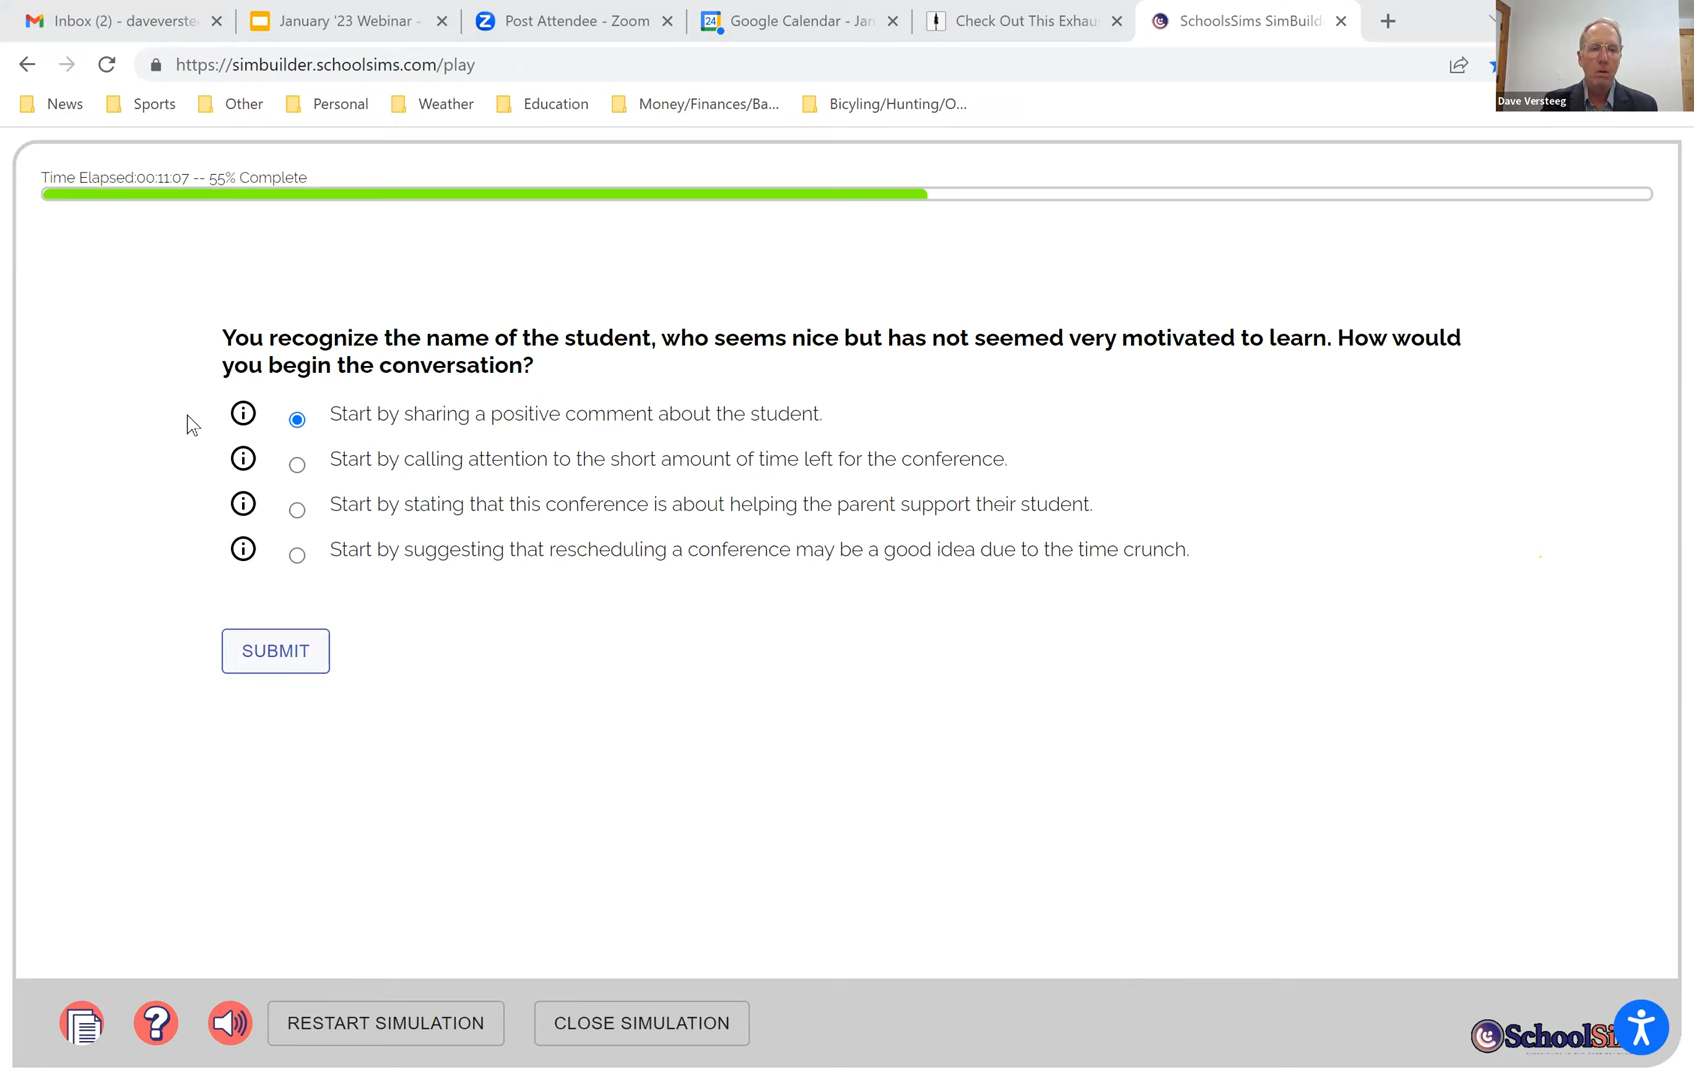 Inbox (2) - daveverste
January '23 Webinar -
Post Attendee - Zoom
24
Google Calendar - Jan
Check Out This Exhau
SchoolsSims SimBuild
https://simbuilder.schoolsims.com/play
News
Sports
Other
Personal
Weather
Education
Money/Finances/Ba...
Bicyling/Hunting/O...
Dave Versteeg
Time Elapsed:00:11:07 -- 55% Complete
You recognize the name of the student, who seems nice but has not seemed very motivated to learn. How would
you begin the conversation?
Start by sharing a positive comment about the student.
Start by calling attention to the short amount of time left for the conference.
Start by stating that this conference is about helping the parent support their student.
Start by suggesting that rescheduling a conference may be a good idea due to the time crunch.
SUBMIT
RESTART SIMULATION
CLOSE SIMULATION
SchoolSi